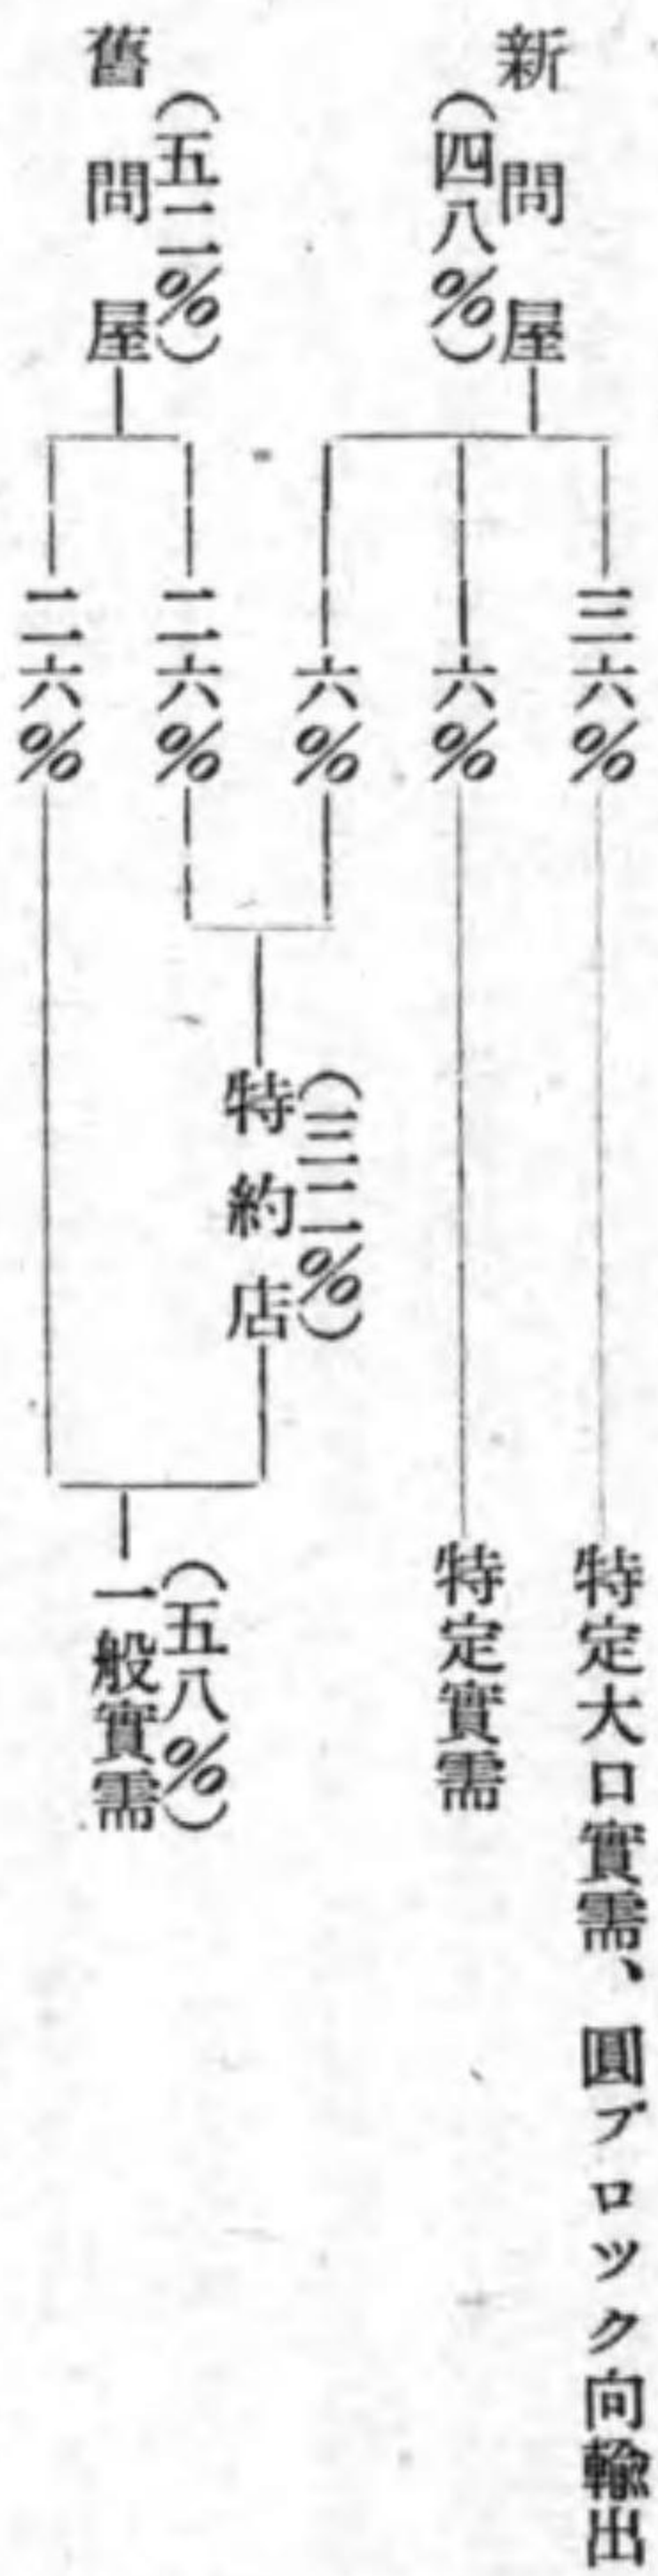 新問屋
(四八%)
三六%
特定大口實需、圓ブロック向輸出
六%
特定實需
六%
舊問屋
(五二%)
二六%
二六%
特約店
(三二%)
一般實需
(五八%)